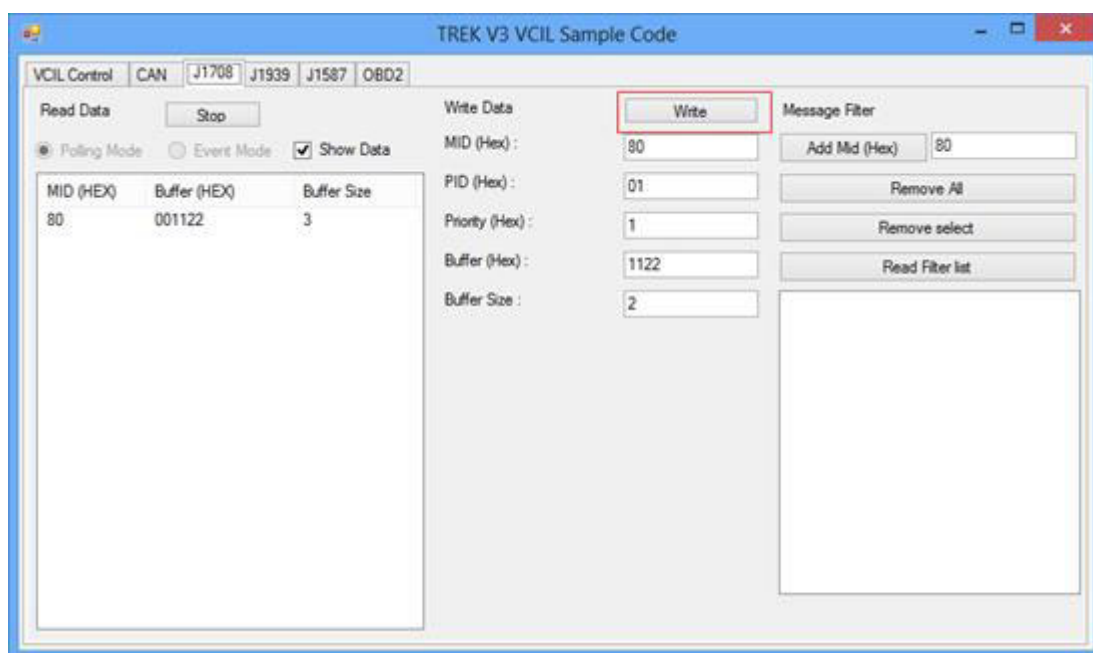 TREK V3 VCIL Sample Code
VCIL Control CAN J1708 J1939 J1587 OBD2
Read Data Stop
Polling Mode Event Mode Show Data
MID (HEX) Buffer (HEX) Buffer Size
80 001122 3
Write Data Write
MID (Hex) : 80
PID (Hex) : 01
Priority (Hex) : 1
Buffer (Hex) : 1122
Buffer Size : 2
Message Filter
Add Mid (Hex) 80
Remove All
Remove select
Read Filter list